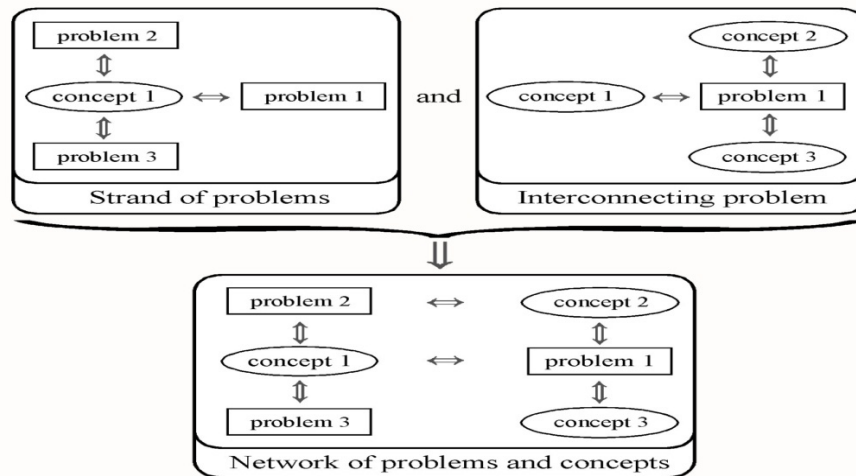 problem 2
concept 1
problem 1
problem 3
Strand of problems
and
concept 2
concept 1
problem 1
concept 3
Interconnecting problem
problem 2
concept 2
concept 1
problem 1
problem 3
concept 3
Network of problems and concepts